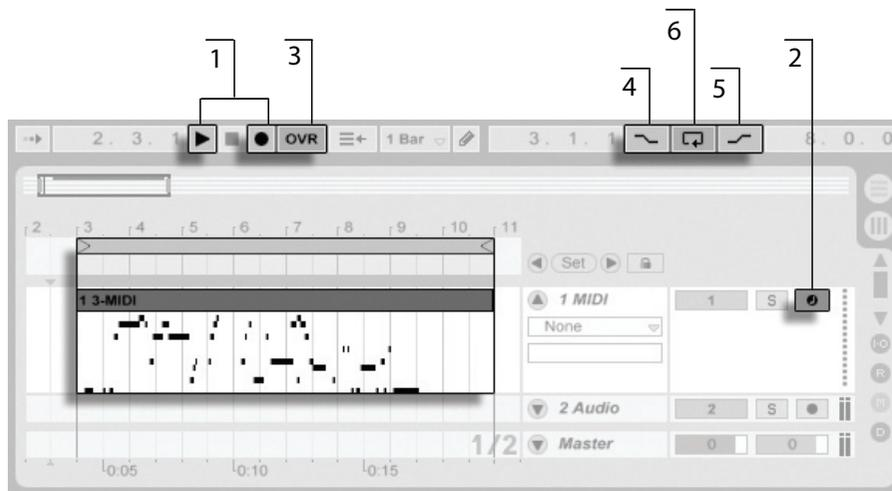 1
3
4
6
5
2
2. 3. 1
OVR
1 Bar
3. 1. 1
8. 0. 0
2 3 4 5 6 7 8 9 10 11
Set
1 3-MIDI
1 MIDI
1 S
None
2 Audio
2 S
1/2
Master
0 0
0:05 0:10 0:15
I·O
R
M
D